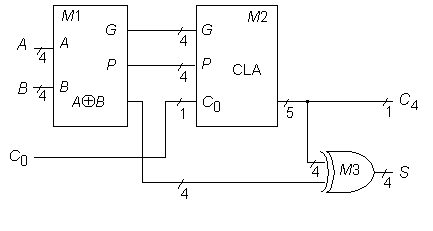 M1 M2
G 4 G
A 4 A
P 4 P
CLA
B 4 B
A⊕B C₀ 1 5 1 C₄
C₀
4 M3 4 S
4